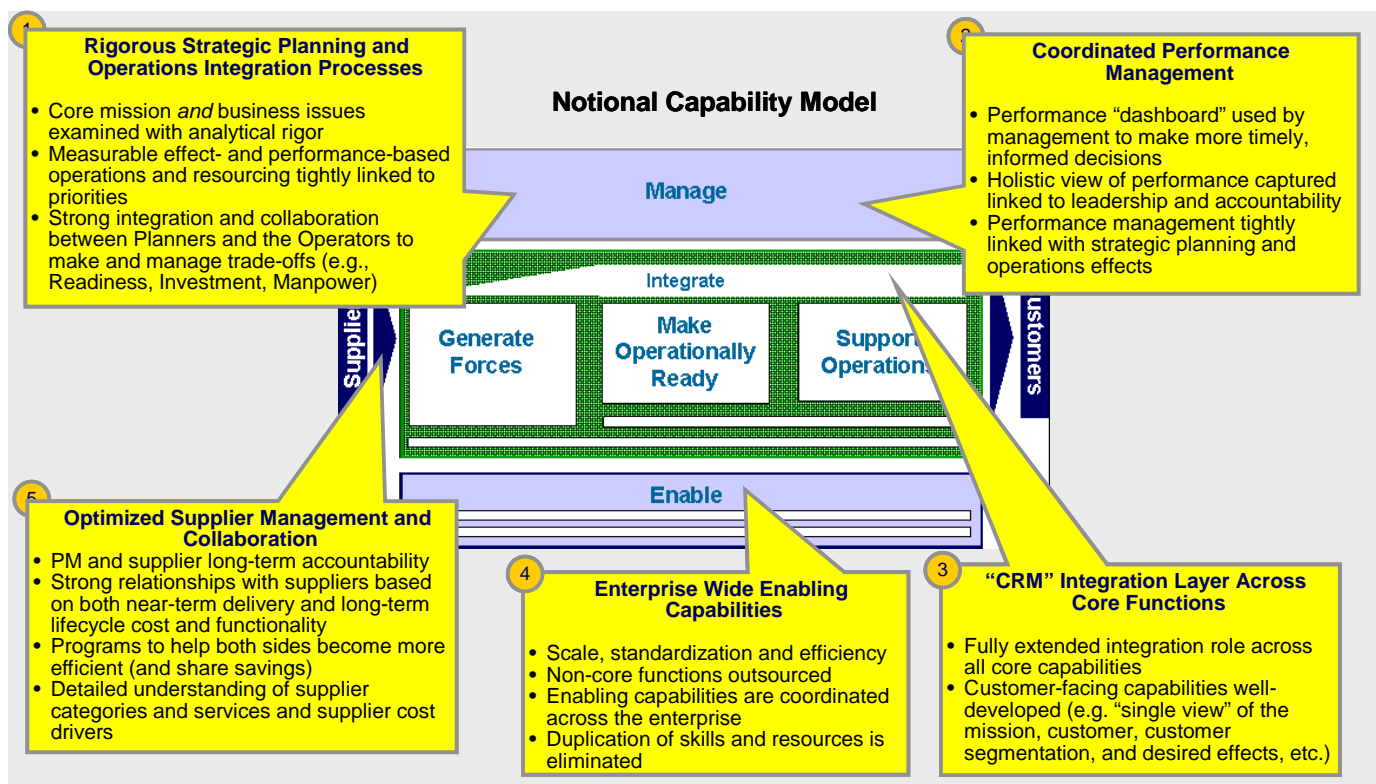 1
Rigorous Strategic Planning and
Operations Integration Processes
• Core mission and business issues
examined with analytical rigor
• Measurable effect- and performance-based
operations and resourcing tightly linked to
priorities
• Strong integration and collaboration
between Planners and the Operators to
make and manage trade-offs (e.g.,
Readiness, Investment, Manpower)
Notional Capability Model
2
Coordinated Performance
Management
• Performance “dashboard” used by
management to make more timely,
informed decisions
• Holistic view of performance captured
linked to leadership and accountability
• Performance management tightly
linked with strategic planning and
operations effects
Manage
Integrate
Generate
Forces
Make
Operationally
Ready
Support
Operations
Enable
5
Optimized Supplier Management and
Collaboration
• PM and supplier long-term accountability
• Strong relationships with suppliers based
on both near-term delivery and long-term
lifecycle cost and functionality
• Programs to help both sides become more
efficient (and share savings)
• Detailed understanding of supplier
categories and services and supplier cost
drivers
4
Enterprise Wide Enabling
Capabilities
• Scale, standardization and efficiency
• Non-core functions outsourced
• Enabling capabilities are coordinated
across the enterprise
• Duplication of skills and resources is
eliminated
3
“CRM” Integration Layer Across
Core Functions
• Fully extended integration role across
all core capabilities
• Customer-facing capabilities well-
developed (e.g. “single view” of the
mission, customer, customer
segmentation, and desired effects, etc.)